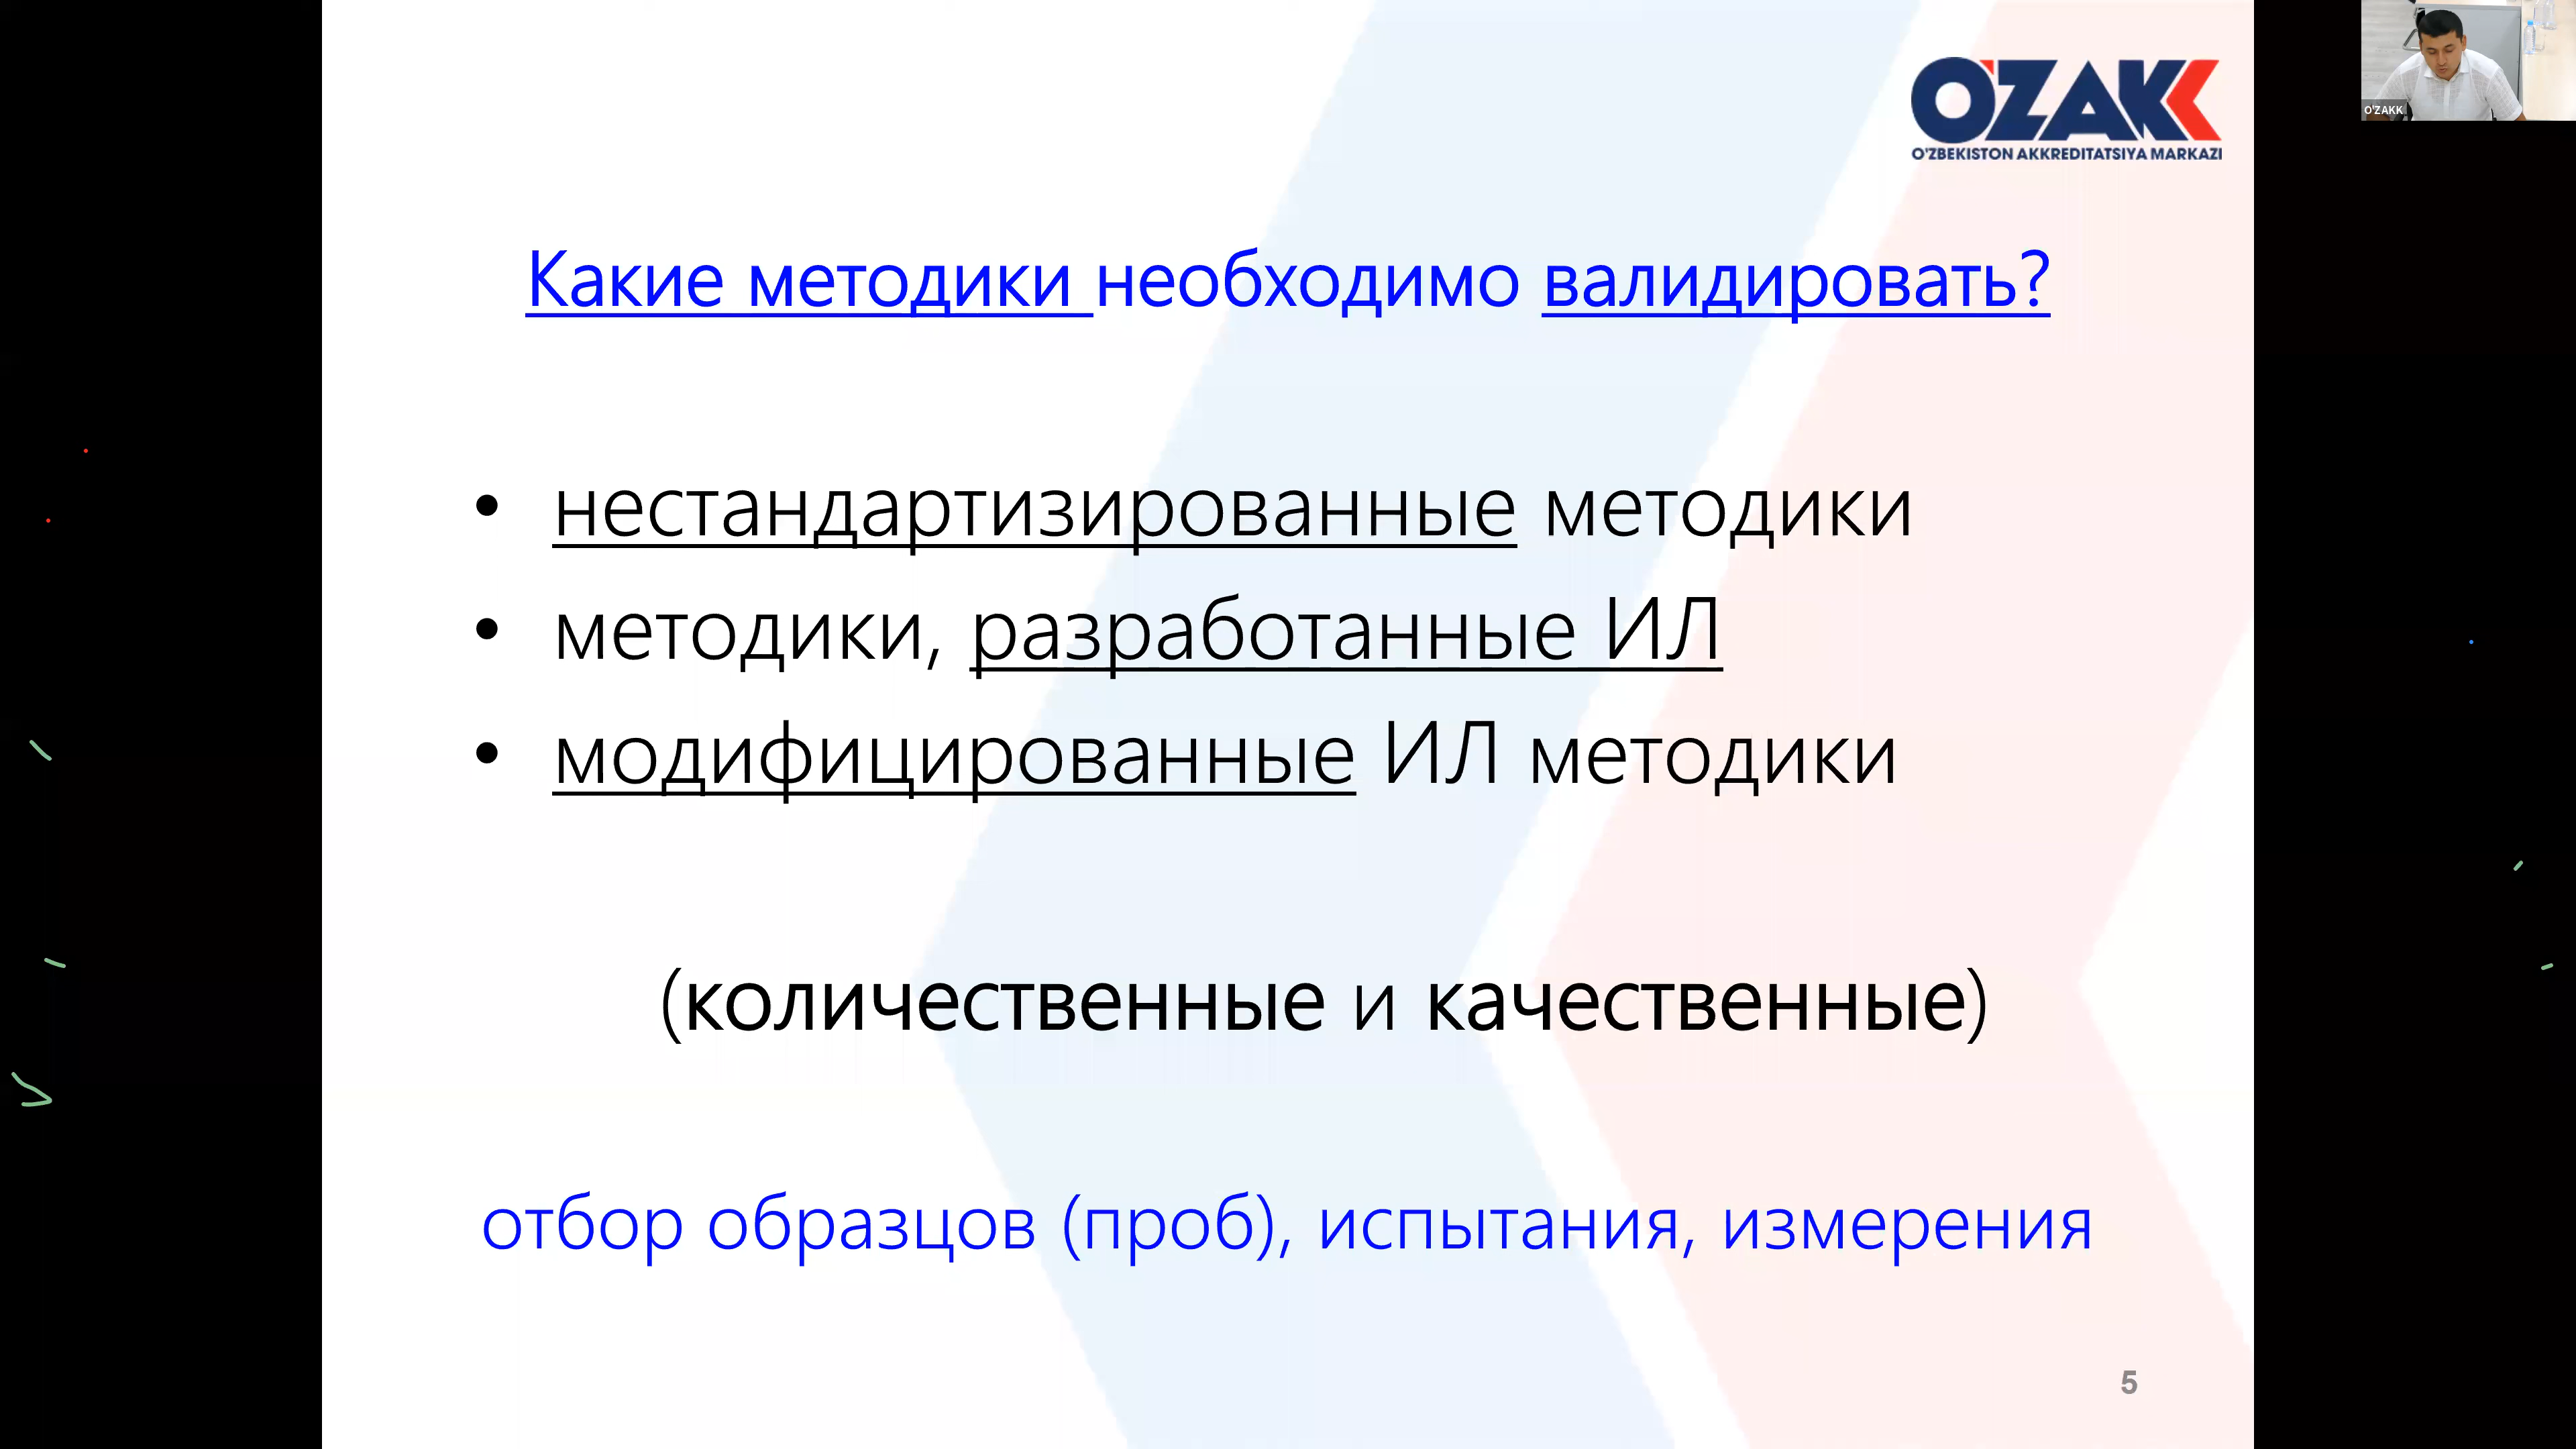 O'ZAKK
O'ZBEKISTON AKKREDITATSIYA MARKAZI
O'ZAKK
Какие методики необходимо валидировать?
• нестандартизированные методики
• методики, разработанные ИЛ
• модифицированные ИЛ методики
(количественные и качественные)
отбор образцов (проб), испытания, измерения
5